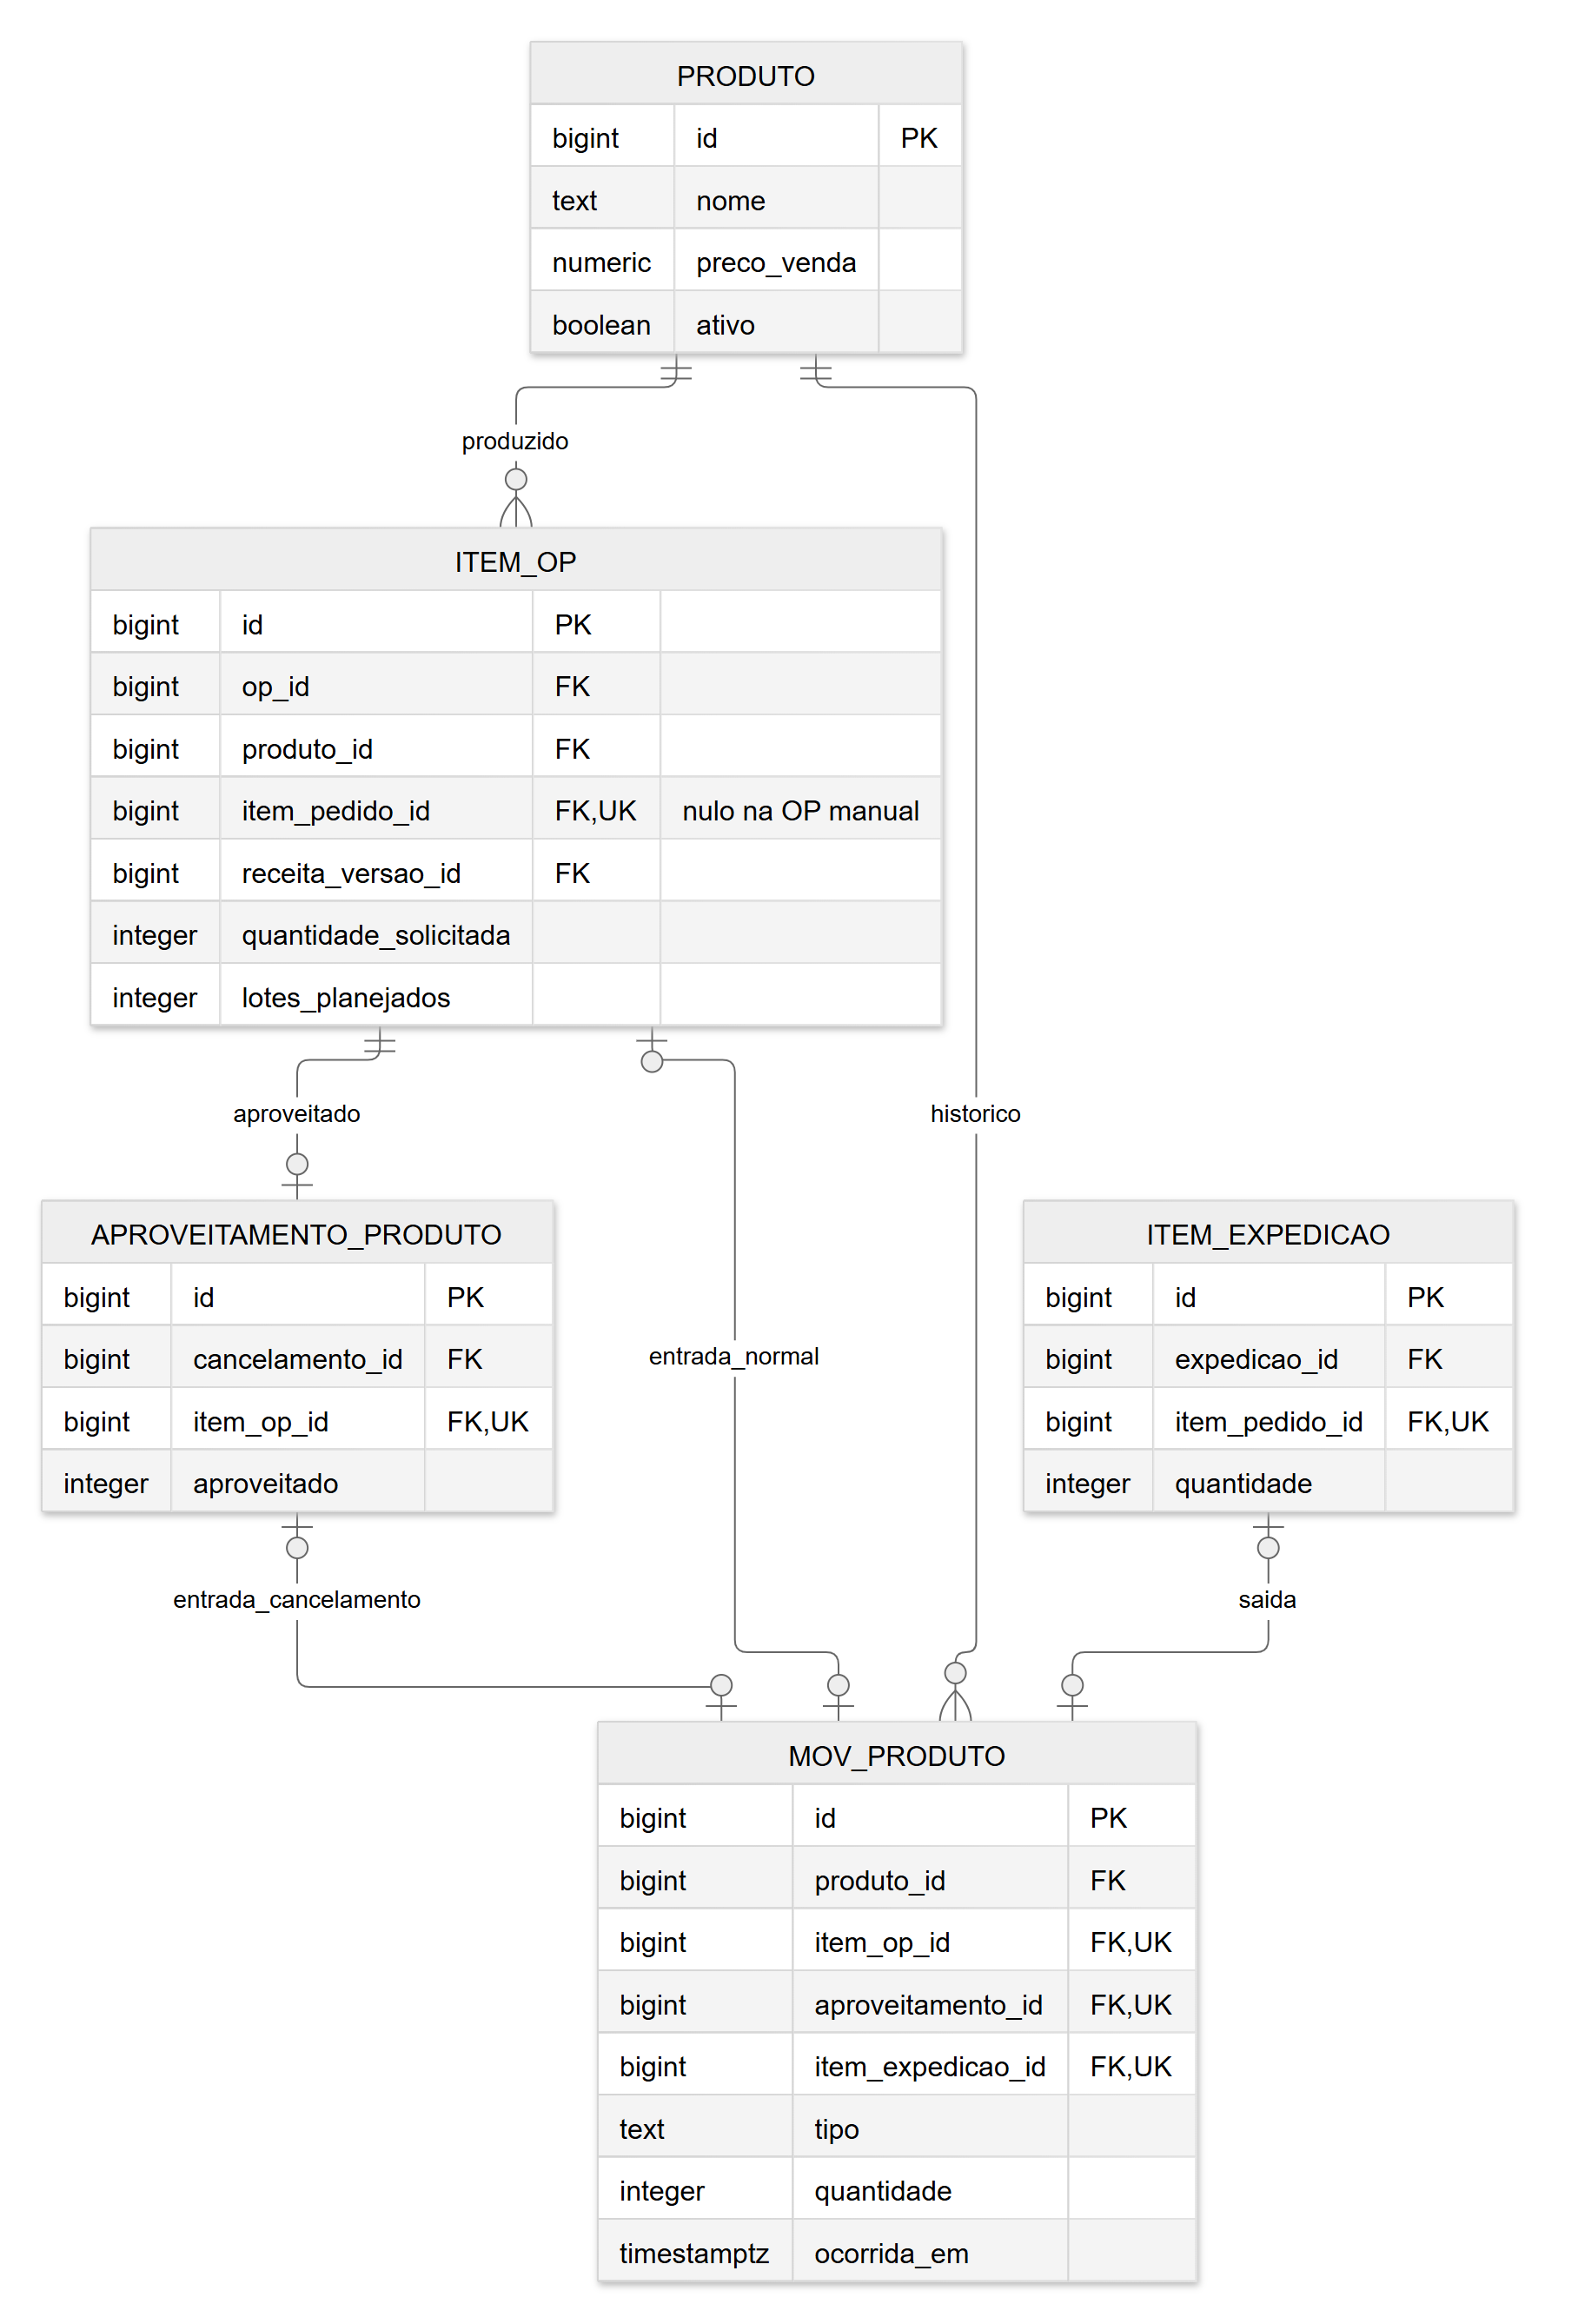 PRODUTO
bigint id PK
text nome
numeric preco_venda
boolean ativo
produzido
ITEM_OP
bigint id PK
bigint op_id FK
bigint produto_id FK
bigint item_pedido_id FK,UK nulo na OP manual
bigint receita_versao_id FK
integer quantidade_solicitada
integer lotes_planejados
aproveitado
historico
APROVEITAMENTO_PRODUTO
bigint id PK
bigint cancelamento_id FK
bigint item_op_id FK,UK
integer aproveitado
entrada_normal
ITEM_EXPEDICAO
bigint id PK
bigint expedicao_id FK
bigint item_pedido_id FK,UK
integer quantidade
entrada_cancelamento
saida
MOV_PRODUTO
bigint id PK
bigint produto_id FK
bigint item_op_id FK,UK
bigint aproveitamento_id FK,UK
bigint item_expedicao_id FK,UK
text tipo
integer quantidade
timestamptz ocorrida_em